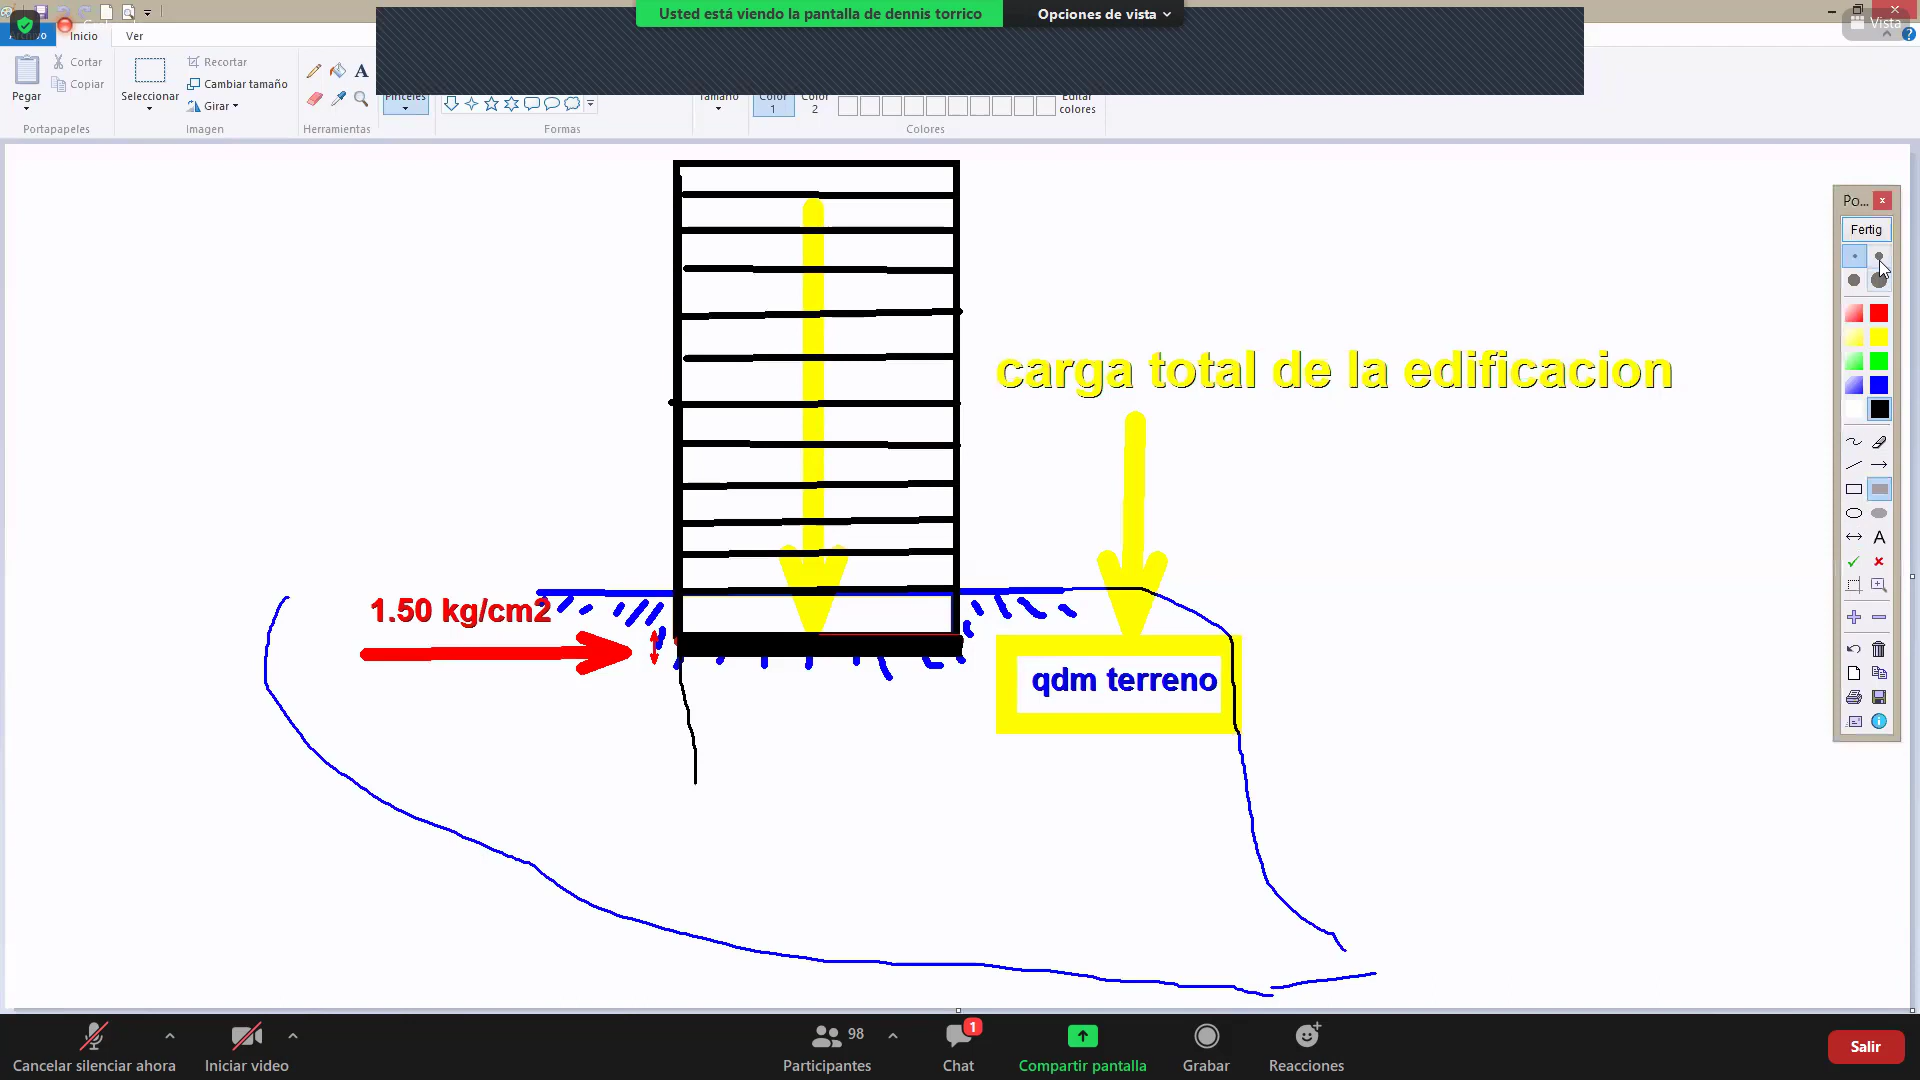 Usted está viendo la pantalla de dennis torrico
Opciones de vista
Vista
Inicio
Ver
Pegar
Cortar
Copiar
Portapapeles
Seleccionar
Recortar
Cambiar tamaño
Girar
Imagen
A
Herramientas
Pinceles
Formas
Tamaño
Color
1
Color
2
Editar
colores
Colores
Po...
Fertig
A
carga total de la edificacion
1.50 kg/cm2
qdm terreno
Cancelar silenciar ahora
Iniciar video
98
Participantes
1
Chat
Compartir pantalla
Grabar
Reacciones
Salir